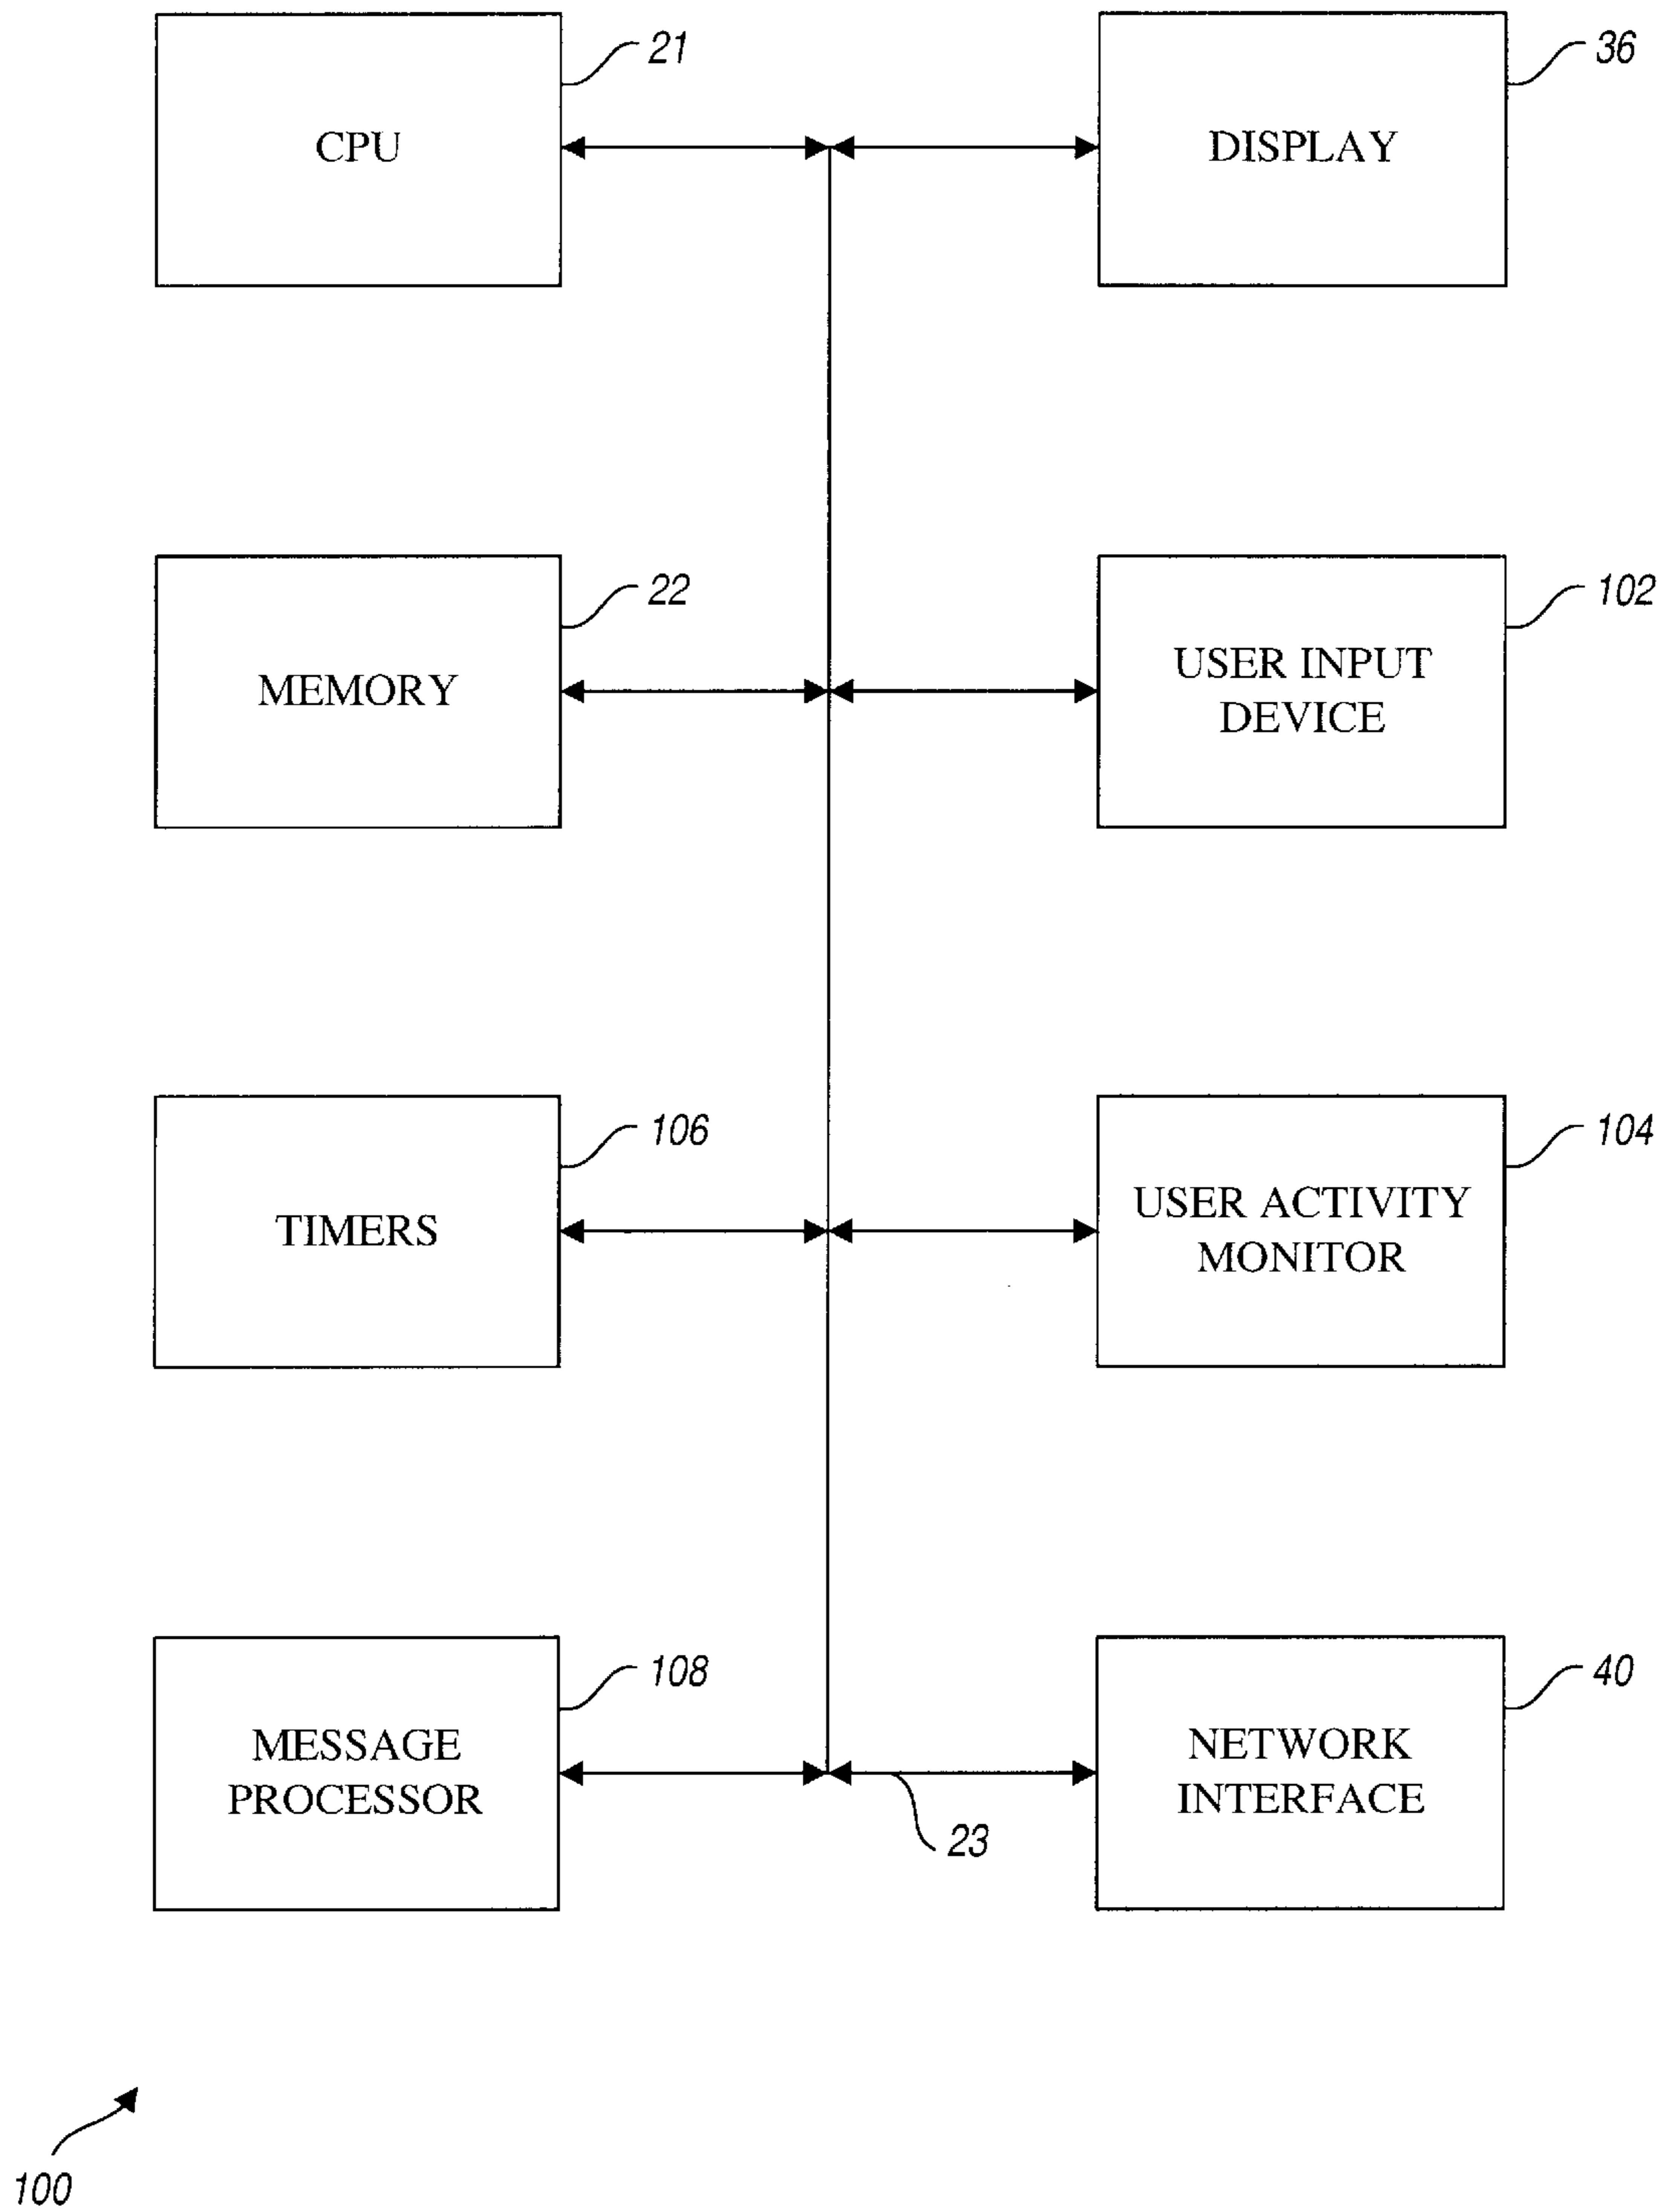 21
CPU
36
DISPLAY
22
MEMORY
102
USER INPUT
DEVICE
106
TIMERS
104
USER ACTIVITY
MONITOR
108
MESSAGE
PROCESSOR
40
NETWORK
INTERFACE
23
100